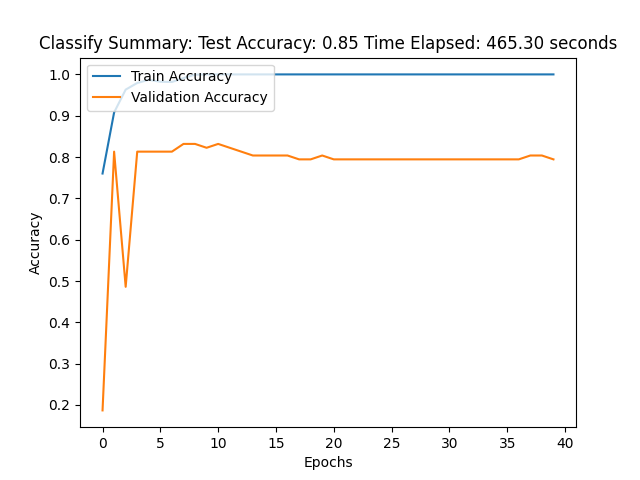 Classify Summary: Test Accuracy: 0.85 Time Elapsed: 465.30 seconds
Train Accuracy
Validation Accuracy
1.0
0.9
0.8
0.7
0.6
0.5
0.4
0.3
0.2
Accuracy
0 5 10 15 20 25 30 35 40
Epochs